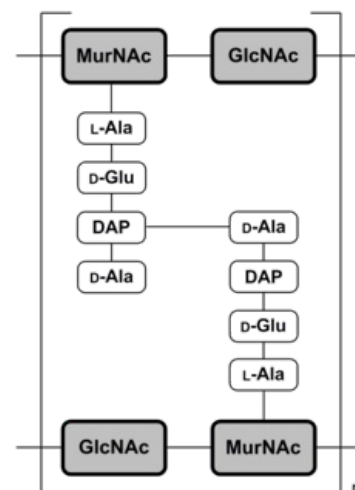 MurNAc GlcNAc
L-Ala
D-Glu
DAP D-Ala
D-Ala DAP
D-Glu
L-Ala
GlcNAc MurNAc